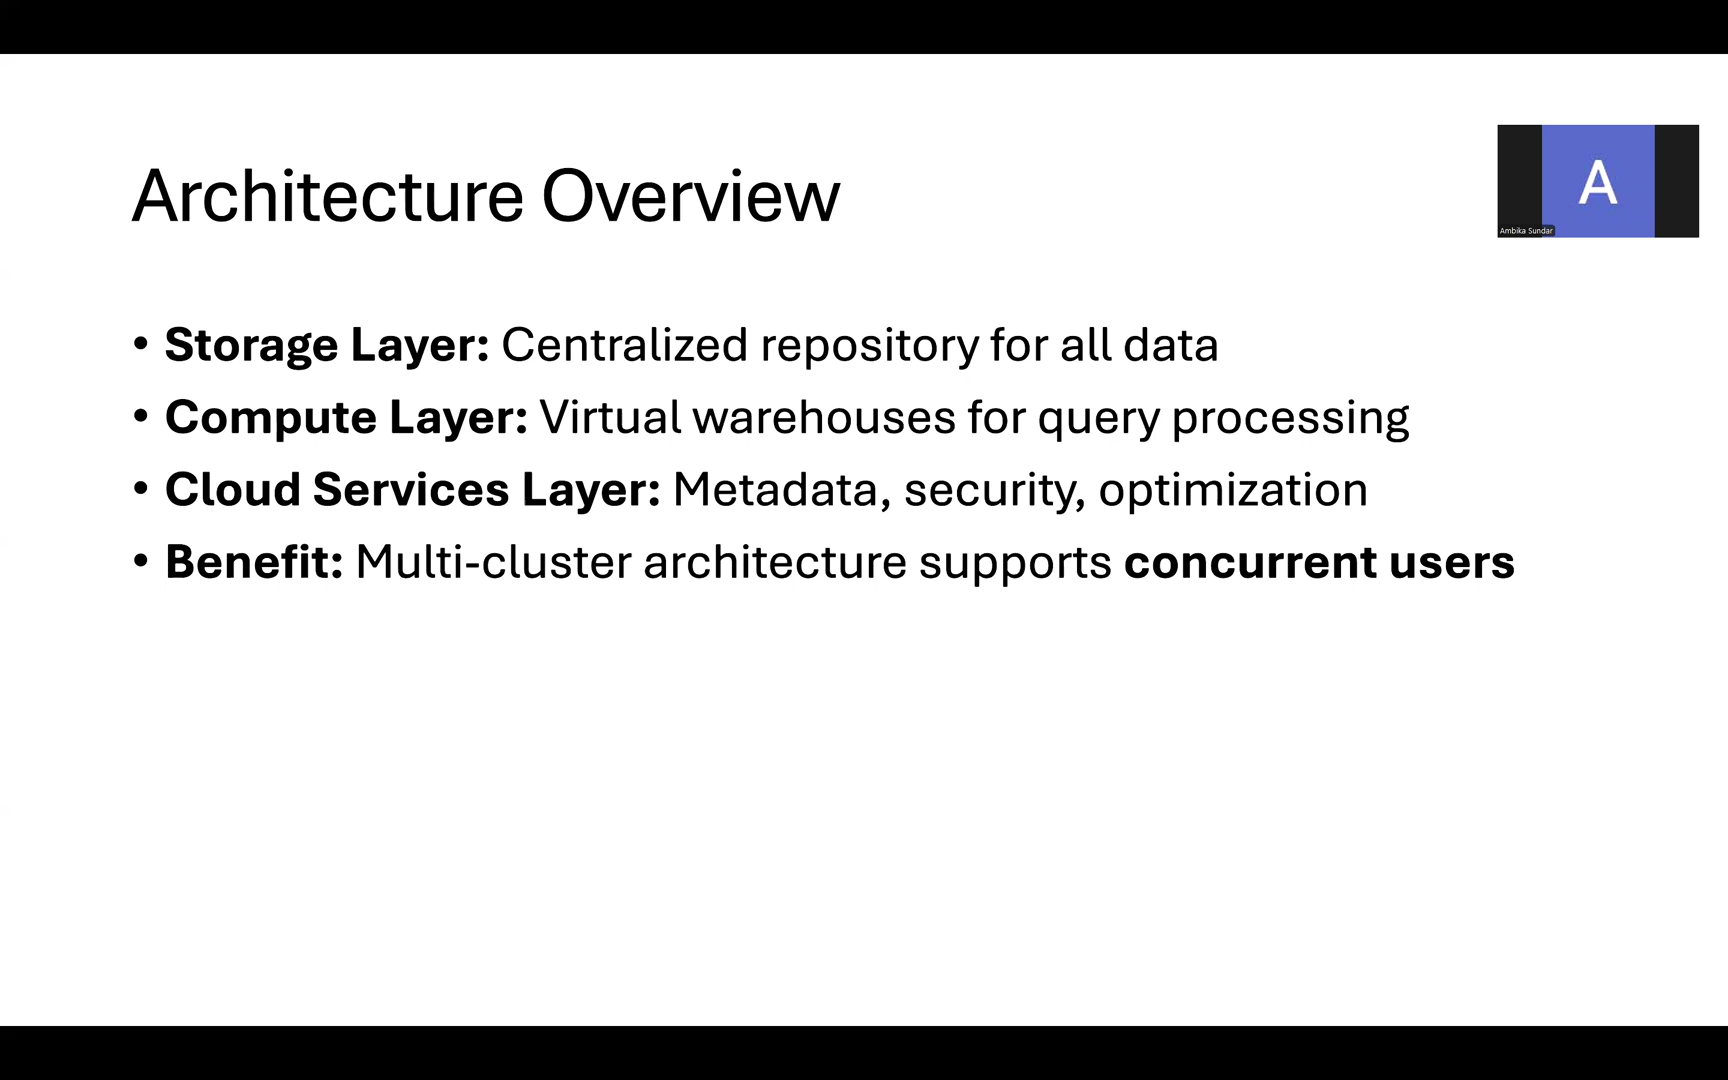 Architecture Overview
A
Ambika Sundar
• Storage Layer: Centralized repository for all data
• Compute Layer: Virtual warehouses for query processing
• Cloud Services Layer: Metadata, security, optimization
• Benefit: Multi-cluster architecture supports concurrent users